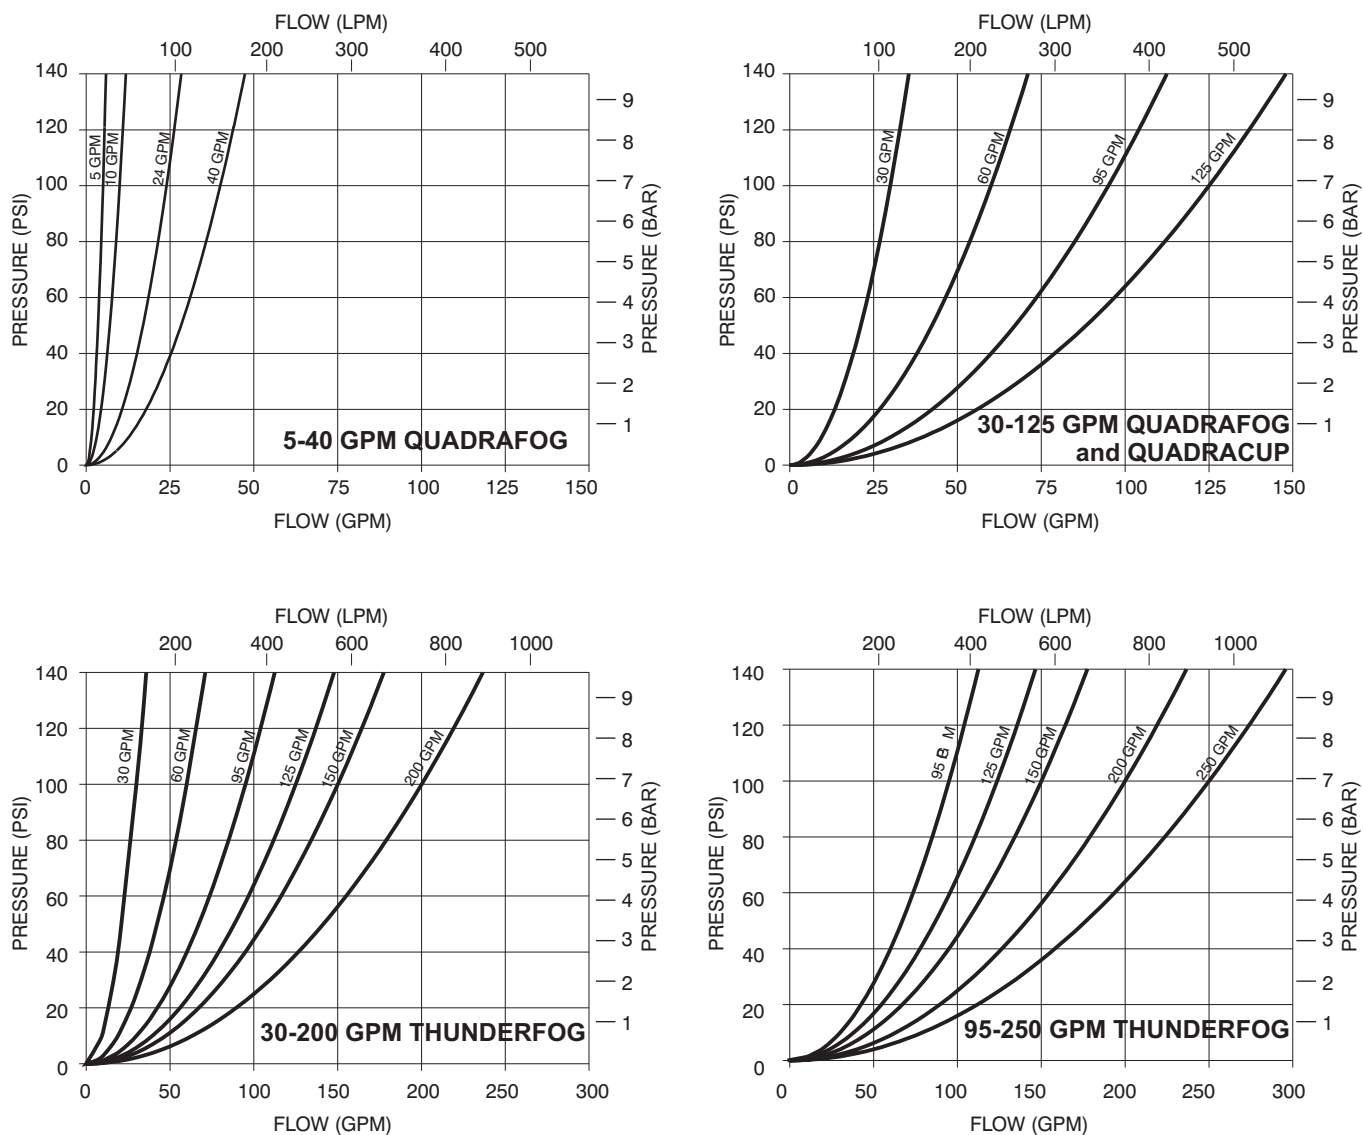 FLOW (LPM)
100 200 300 400 500
140
120
100
80
60
40
20
0
PRESSURE (PSI)
5 GPM
10 GPM
24 GPM
40 GPM
9
8
7
6
5
4
3
2
1
PRESSURE (BAR)
5-40 GPM QUADRAFOG
0 25 50 75 100 125 150
FLOW (GPM)
FLOW (LPM)
100 200 300 400 500
140
120
100
80
60
40
20
0
PRESSURE (PSI)
30 GPM
60 GPM
95 GPM
125 GPM
9
8
7
6
5
4
3
2
1
PRESSURE (BAR)
30-125 GPM QUADRAFOG
and QUADRACUP
0 25 50 75 100 125 150
FLOW (GPM)
FLOW (LPM)
200 400 600 800 1000
140
120
100
80
60
40
20
0
PRESSURE (PSI)
30 GPM
60 GPM
95 GPM
125 GPM
150 GPM
200 GPM
9
8
7
6
5
4
3
2
1
PRESSURE (BAR)
30-200 GPM THUNDERFOG
0 50 100 150 200 250 300
FLOW (GPM)
FLOW (LPM)
200 400 600 800 1000
140
120
100
80
60
40
20
0
PRESSURE (PSI)
95
125 GPM
150 GPM
200 GPM
250 GPM
9
8
7
6
5
4
3
2
1
PRESSURE (BAR)
95-250 GPM THUNDERFOG
0 50 100 150 200 250 300
FLOW (GPM)